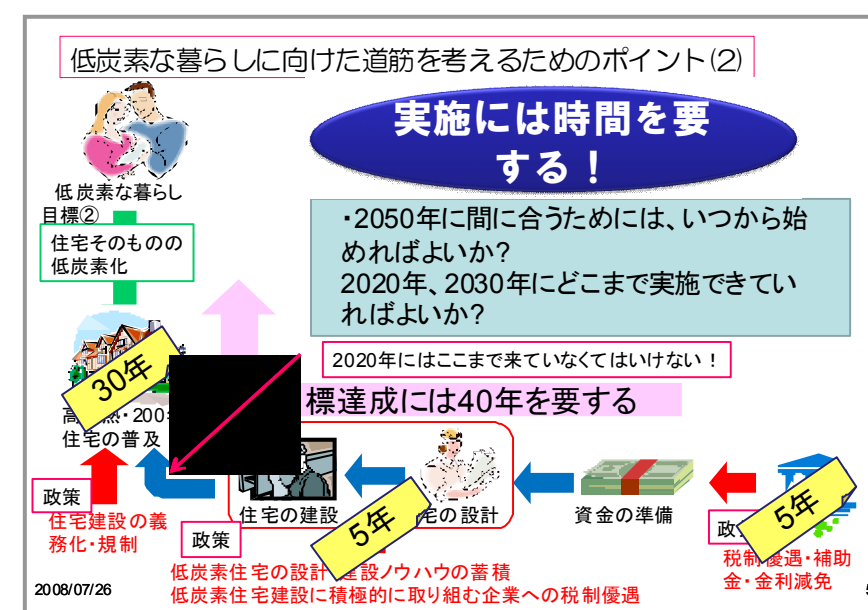 低炭素な暮らしに向けた道筋を考えるためのポイント(2)
実施には時間を要
する！
低炭素な暮らし
目標②
住宅そのものの
低炭素化
・2050年に間に合うためには、いつから始
めればよいか?
2020年、2030年にどこまで実施できてい
ればよいか?
2020年にはここまで来ていなくてはいけない！
標達成には40年を要する
30年
・200
住宅の普及
政策
住宅建設の義
務化・規制
住宅の建設
宅の設計
5年
資金の準備
5年
政策
低炭素住宅の設計 建設ノウハウの蓄積
低炭素住宅建設に積極的に取り組む企業への税制優遇
税制優遇・補助
金・金利減免
2008/07/26